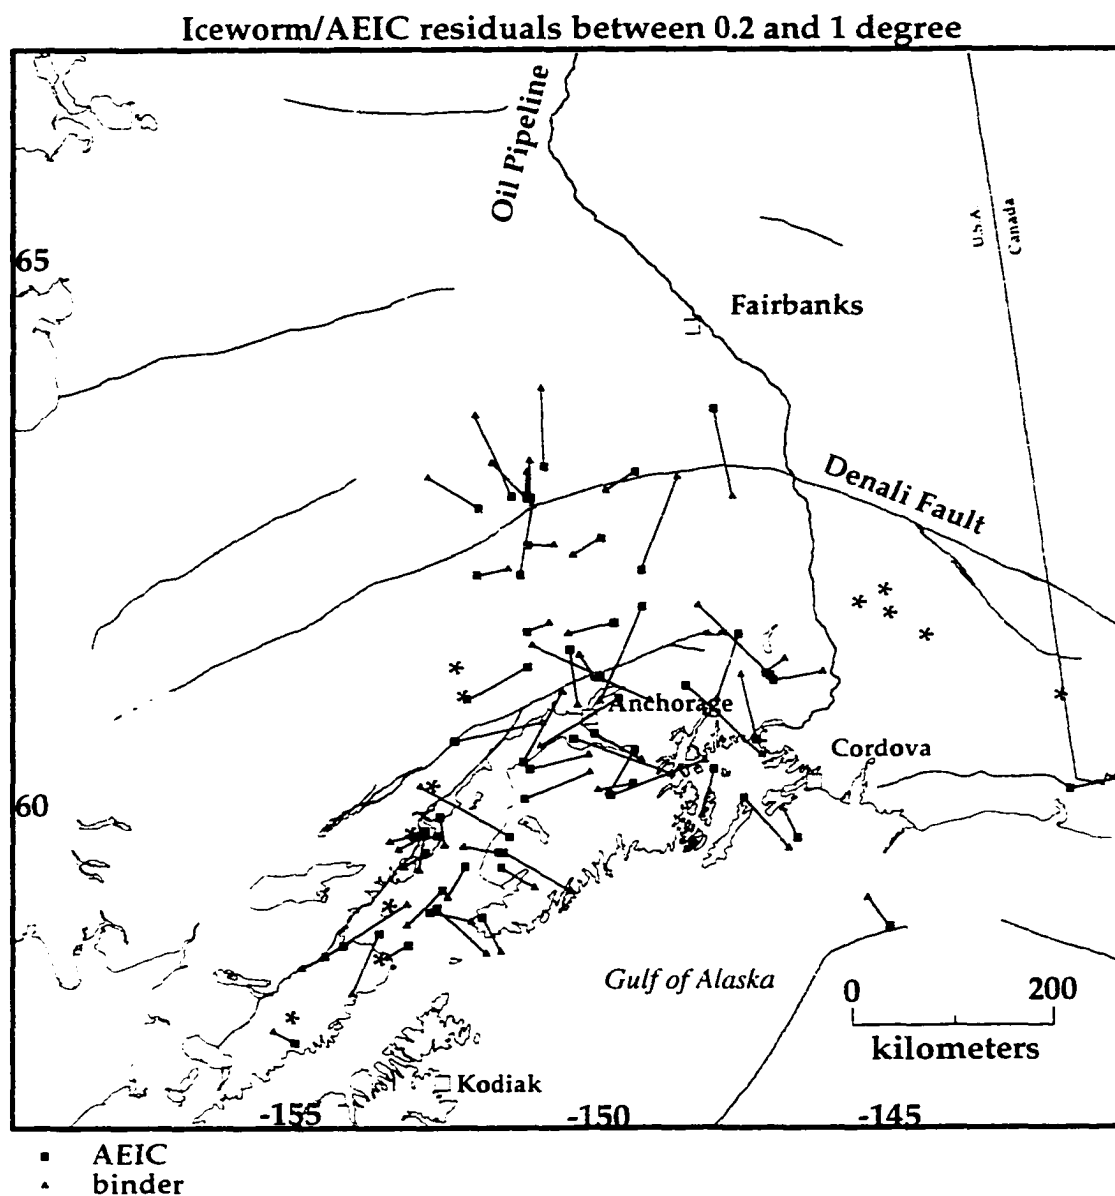 Iceworm/AEIC residuals between 0.2 and 1 degree
Oil Pipeline
U.S.A.
Canada
65
Fairbanks
Denali Fault
Anchorage
Cordova
60
Gulf of Alaska
0 200
kilometers
Kodiak
-155 -150 -145
AEIC
binder